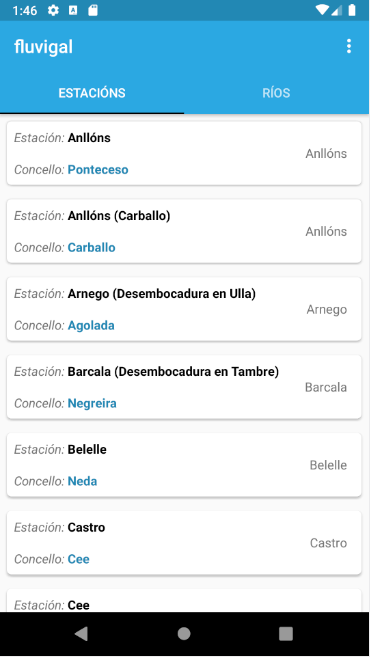 1:46
fluvigal
ESTACIÓNS RÍOS
Estación: Anllóns
Anllóns
Concello: Ponteceso
Estación: Anllóns (Carballo)
Anllóns
Concello: Carballo
Estación: Arnego (Desembocadura en Ulla)
Arnego
Concello: Agolada
Estación: Barcala (Desembocadura en Tambre)
Barcala
Concello: Negreira
Estación: Belelle
Belelle
Concello: Neda
Estación: Castro
Castro
Concello: Cee
Estación: Cee